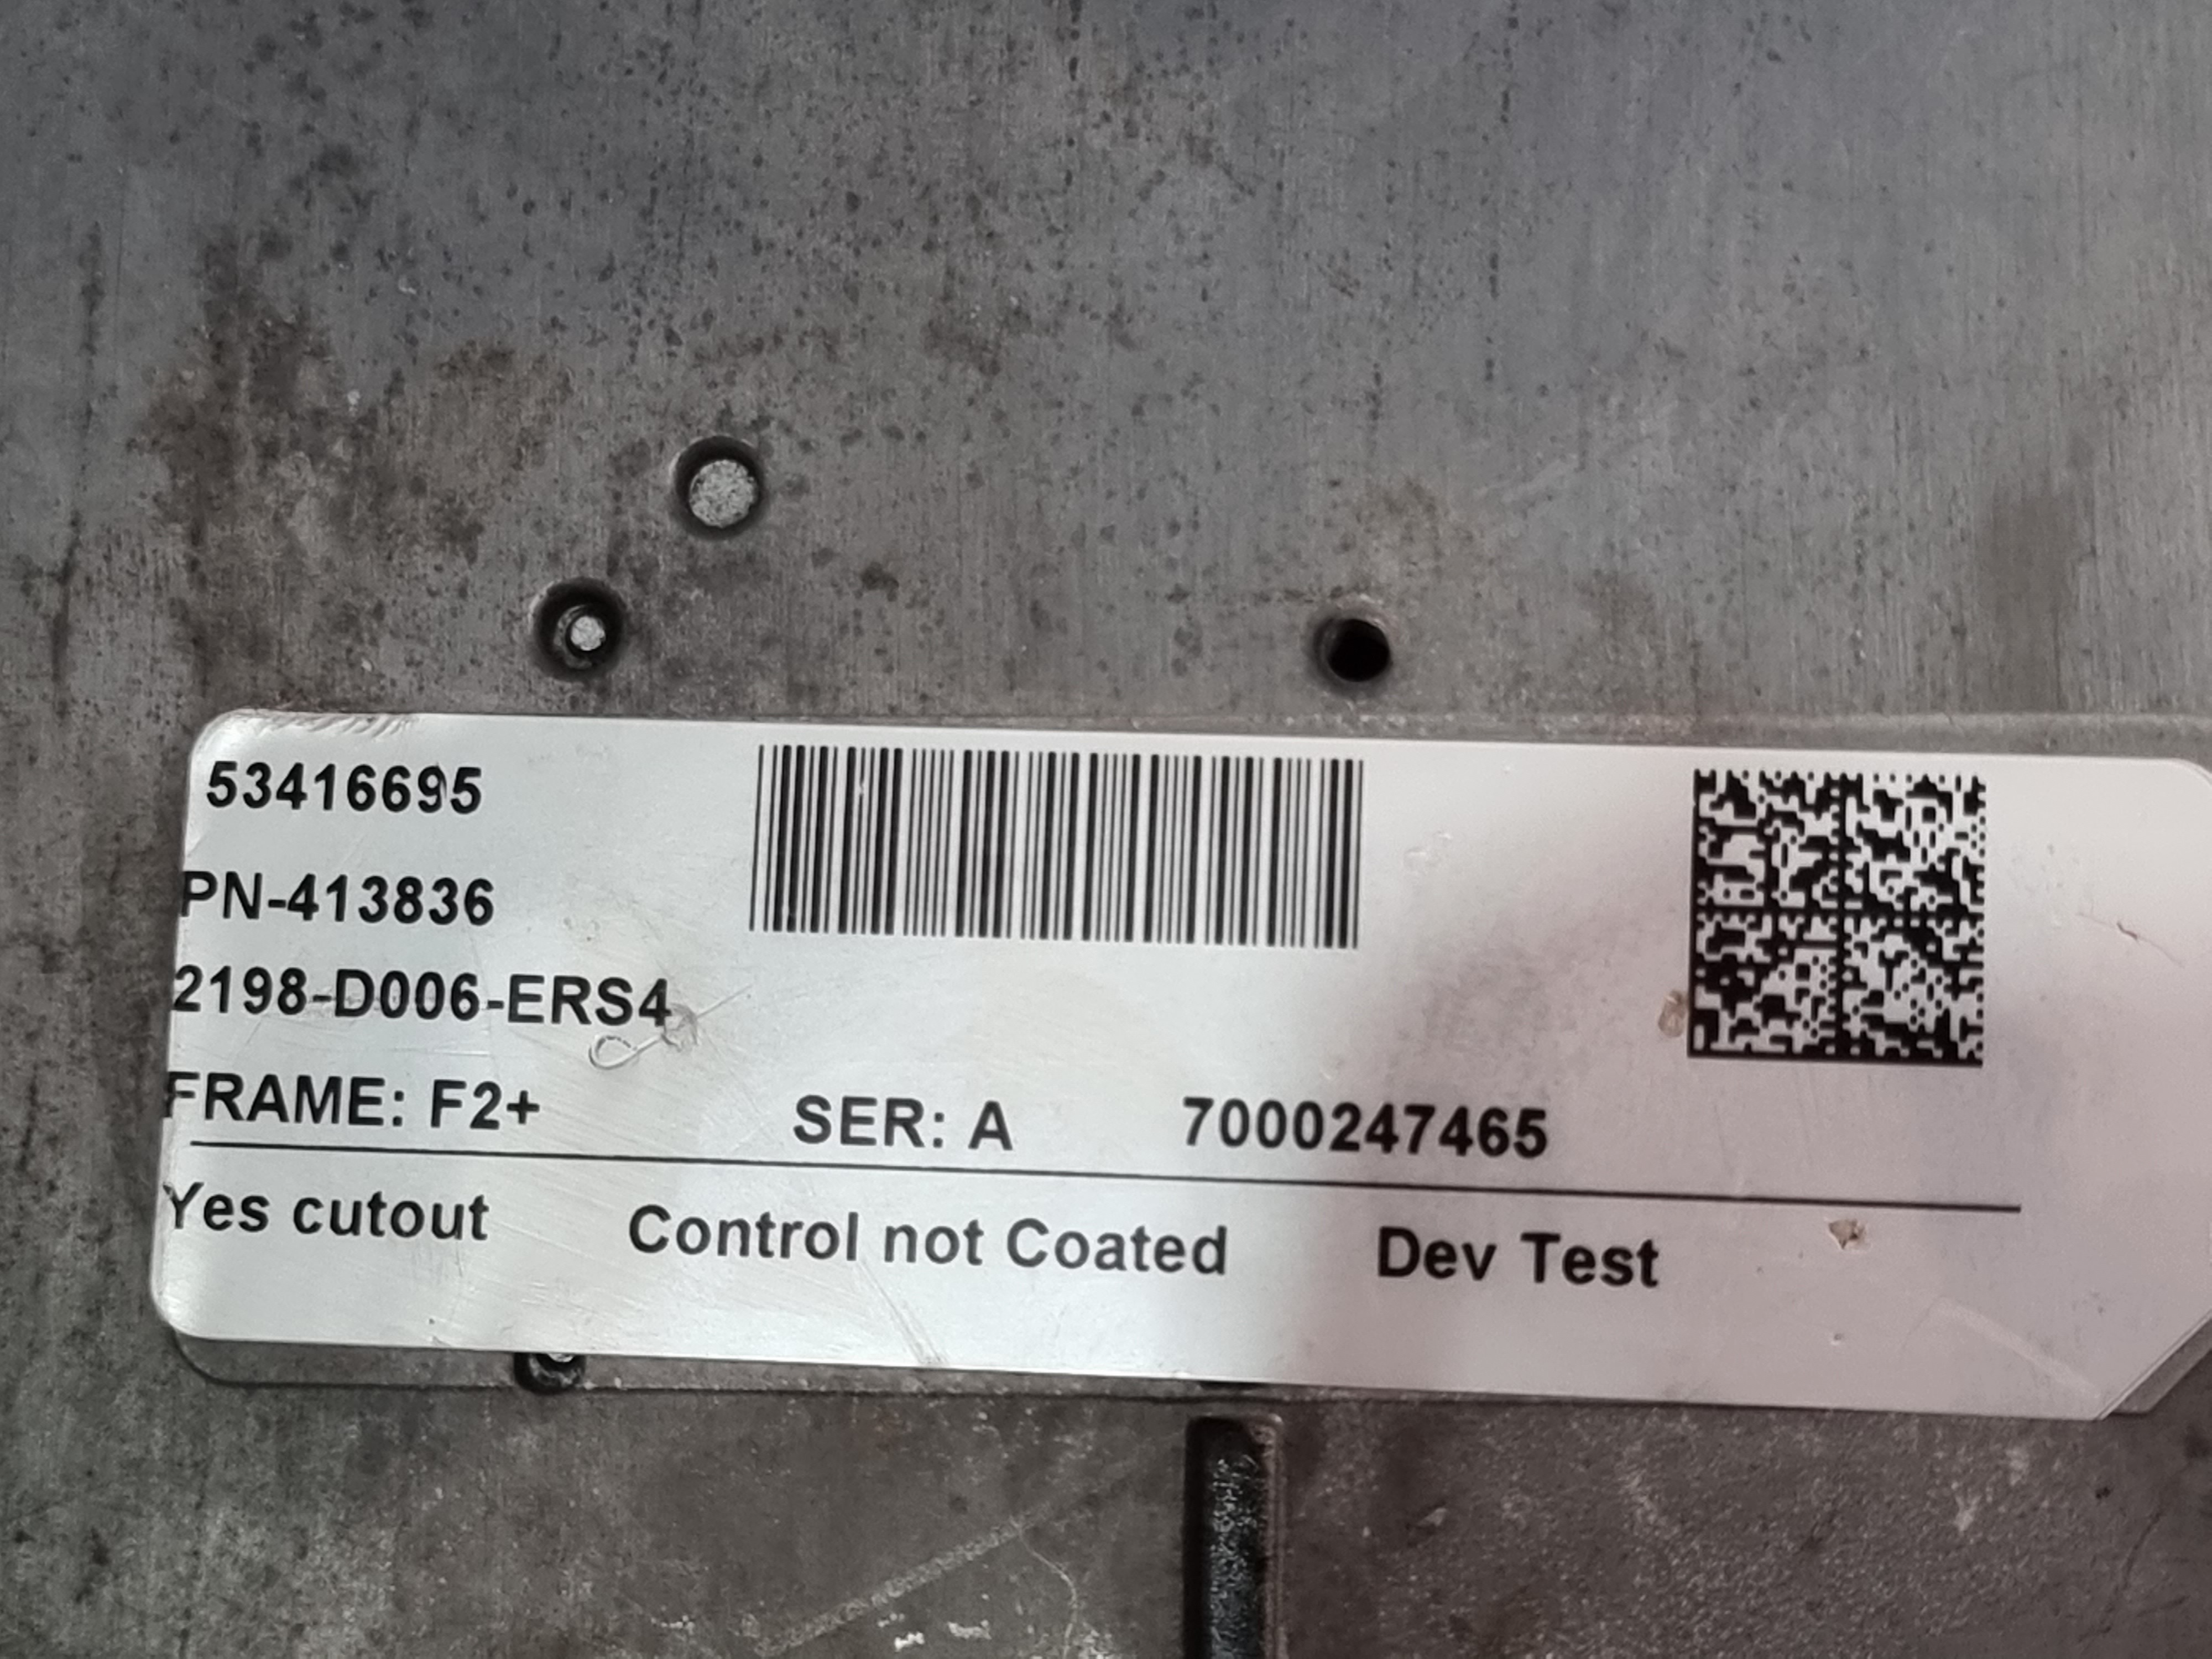 53416695
PN-413836
2198-D006-ERS4
FRAME: F2+ SER: A 7000247465
Yes cutout Control not Coated Dev Test